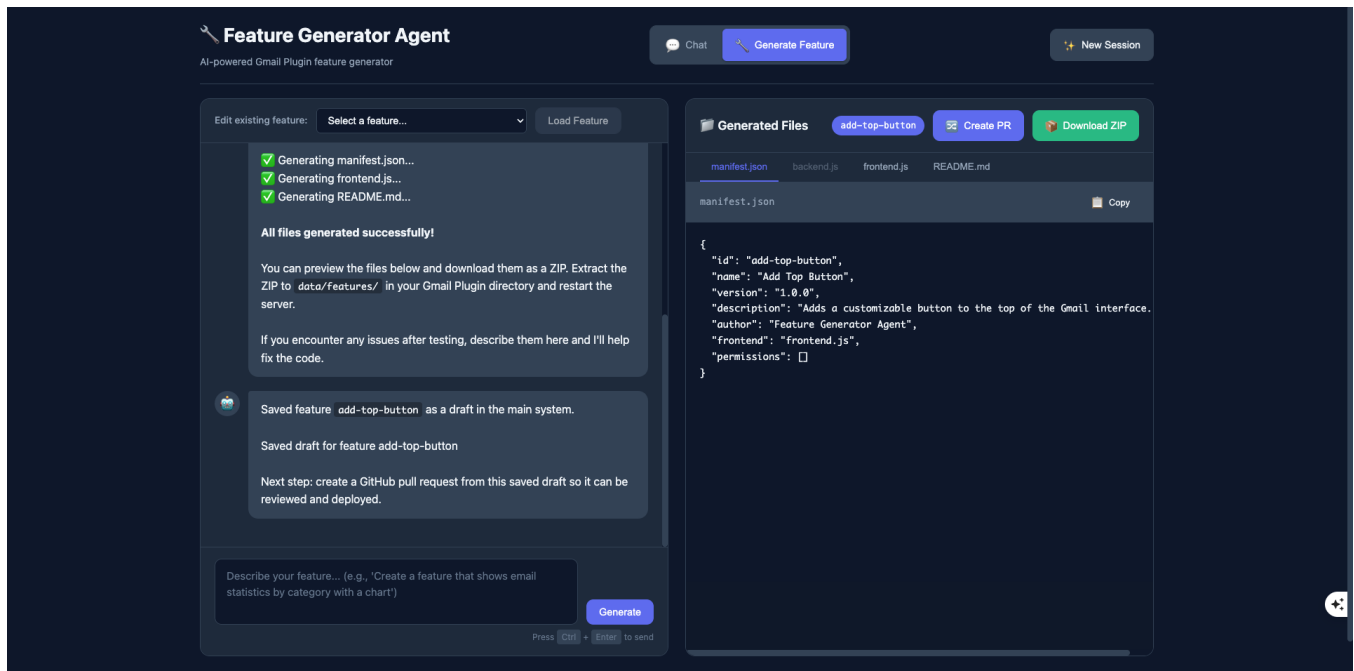 Feature Generator Agent
AI-powered Gmail Plugin feature generator
Chat
Generate Feature
New Session
Edit existing feature:
Select a feature...
Load Feature
Generating manifest.json...
Generating frontend.js...
Generating README.md...
All files generated successfully!
You can preview the files below and download them as a ZIP. Extract the
ZIP to data/features/ in your Gmail Plugin directory and restart the
server.
If you encounter any issues after testing, describe them here and I'll help
fix the code.
Saved feature add-top-button as a draft in the main system.
Saved draft for feature add-top-button
Next step: create a GitHub pull request from this saved draft so it can be
reviewed and deployed.
Describe your feature... (e.g., 'Create a feature that shows email
statistics by category with a chart')
Generate
Press Ctrl + Enter to send
Generated Files
add-top-button
Create PR
Download ZIP
manifest.json
backend.js
frontend.js
README.md
manifest.json
Copy
{
"id": "add-top-button",
"name": "Add Top Button",
"version": "1.0.0",
"description": "Adds a customizable button to the top of the Gmail interface.
"author": "Feature Generator Agent",
"frontend": "frontend.js",
"permissions": []
}